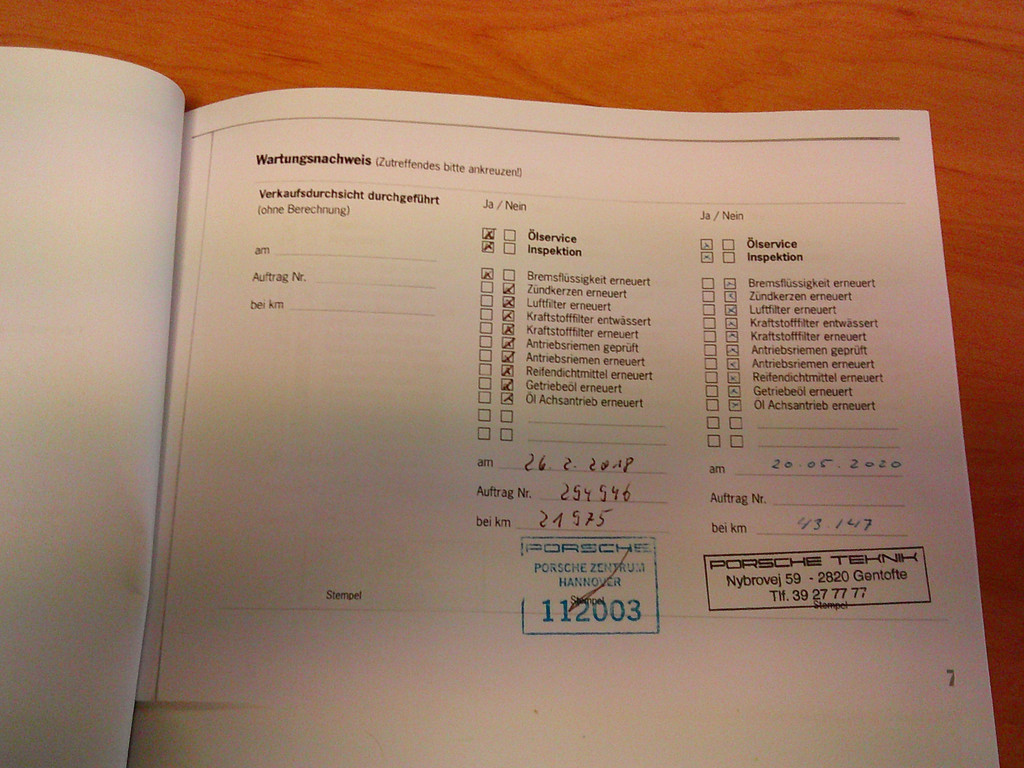 Wartungsnachweis (Zutreffendes bitte ankreuzen!)
Verkaufsdurchsicht durchgeführt
(ohne Berechnung)
am
Auftrag Nr.
bei km
Stempel
Ja / Nein
Ölservice
Inspektion
Bremsflüssigkeit erneuert
Zündkerzen erneuert
Luftfilter erneuert
Kraftstofffilter entwässert
Kraftstofffilter erneuert
Antriebsriemen geprüft
Antriebsriemen erneuert
Reifendichtmittel erneuert
Getriebeöl erneuert
Öl Achsantrieb erneuert
am 26.2.2018
Auftrag Nr. 254546
bei km 21575
PORSCHE
PORSCHE ZENTRUM
HANNOVER
Stempel
112003
Ja / Nein
Ölservice
Inspektion
Bremsflüssigkeit erneuert
Zündkerzen erneuert
Luftfilter erneuert
Kraftstofffilter entwässert
Kraftstofffilter erneuert
Antriebsriemen geprüft
Antriebsriemen erneuert
Reifendichtmittel erneuert
Getriebeöl erneuert
Öl Achsantrieb erneuert
am 20.05.2020
Auftrag Nr.
bei km 43.147
PORSCHE TEKNIK
Nybrovej 59 - 2820 Gentofte
Tlf. 39 27 77 77
Stempel
7